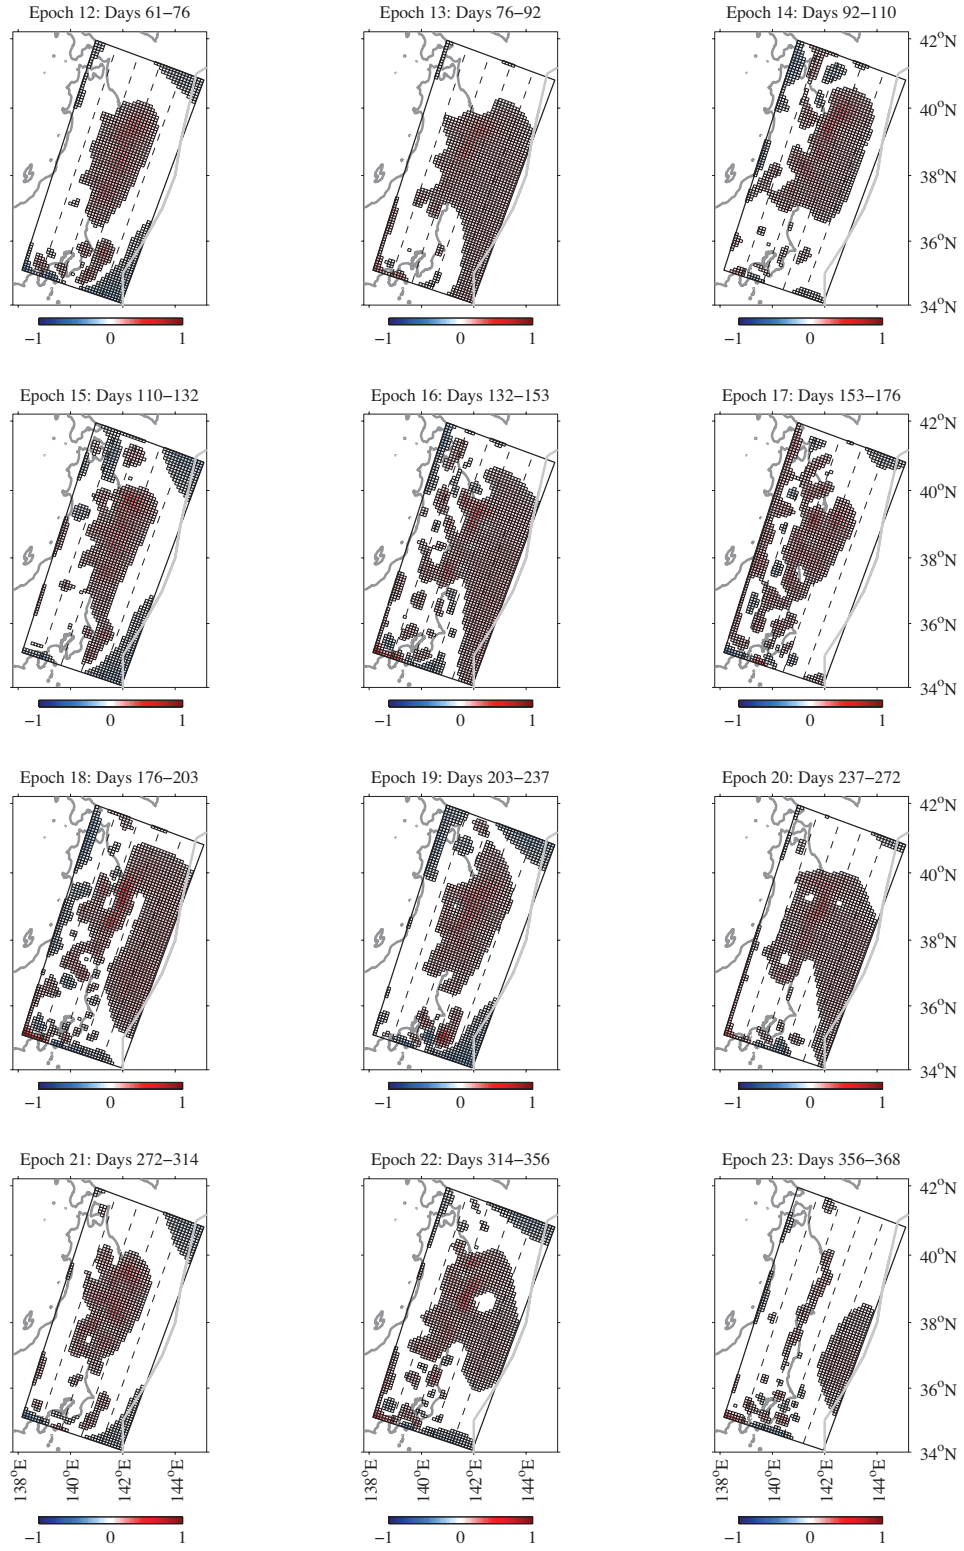 Epoch 12: Days 61−76
Epoch 13: Days 76−92
Epoch 14: Days 92−110
42°N
40°N
38°N
36°N
34°N
−1 0 1
−1 0 1
−1 0 1
Epoch 15: Days 110−132
Epoch 16: Days 132−153
Epoch 17: Days 153−176
42°N
40°N
38°N
36°N
34°N
−1 0 1
−1 0 1
−1 0 1
Epoch 18: Days 176−203
Epoch 19: Days 203−237
Epoch 20: Days 237−272
42°N
40°N
38°N
36°N
34°N
−1 0 1
−1 0 1
−1 0 1
Epoch 21: Days 272−314
Epoch 22: Days 314−356
Epoch 23: Days 356−368
42°N
40°N
38°N
36°N
34°N
138°E 140°E 142°E 144°E
138°E 140°E 142°E 144°E
138°E 140°E 142°E 144°E
−1 0 1
−1 0 1
−1 0 1